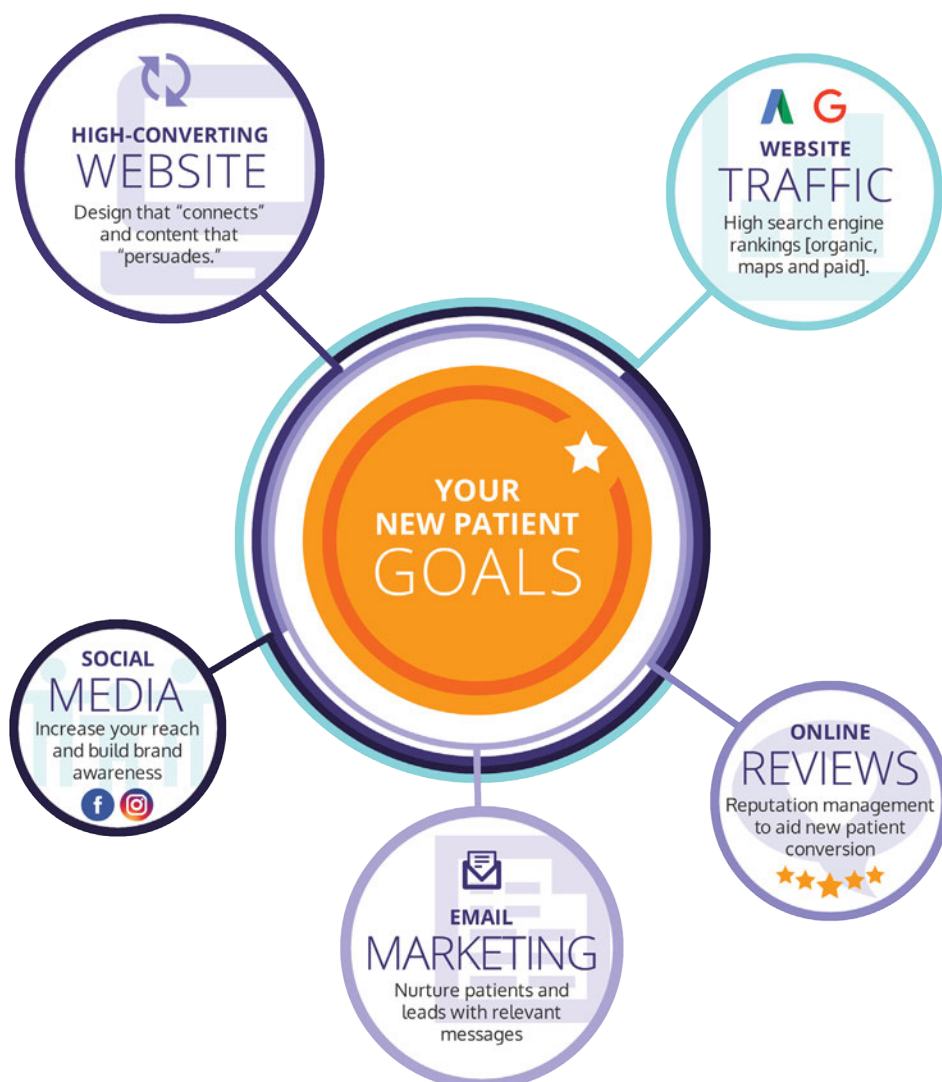 HIGH-CONVERTING
WEBSITE
Design that “connects”
and content that
“persuades.”
WEBSITE
TRAFFIC
High search engine
rankings [organic,
maps and paid].
YOUR
NEW PATIENT
GOALS
SOCIAL
MEDIA
Increase your reach
and build brand
awareness
ONLINE
REVIEWS
Reputation management
to aid new patient
conversion
EMAIL
MARKETING
Nurture patients and
leads with relevant
messages